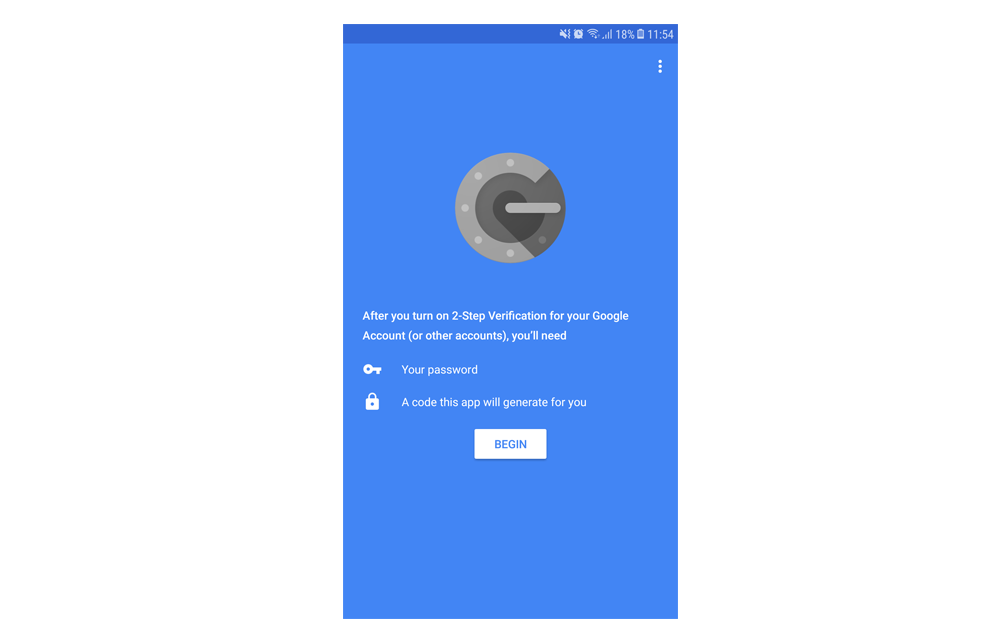 18% 11:54
After you turn on 2-Step Verification for your Google
Account (or other accounts), you'll need
Your password
A code this app will generate for you
BEGIN